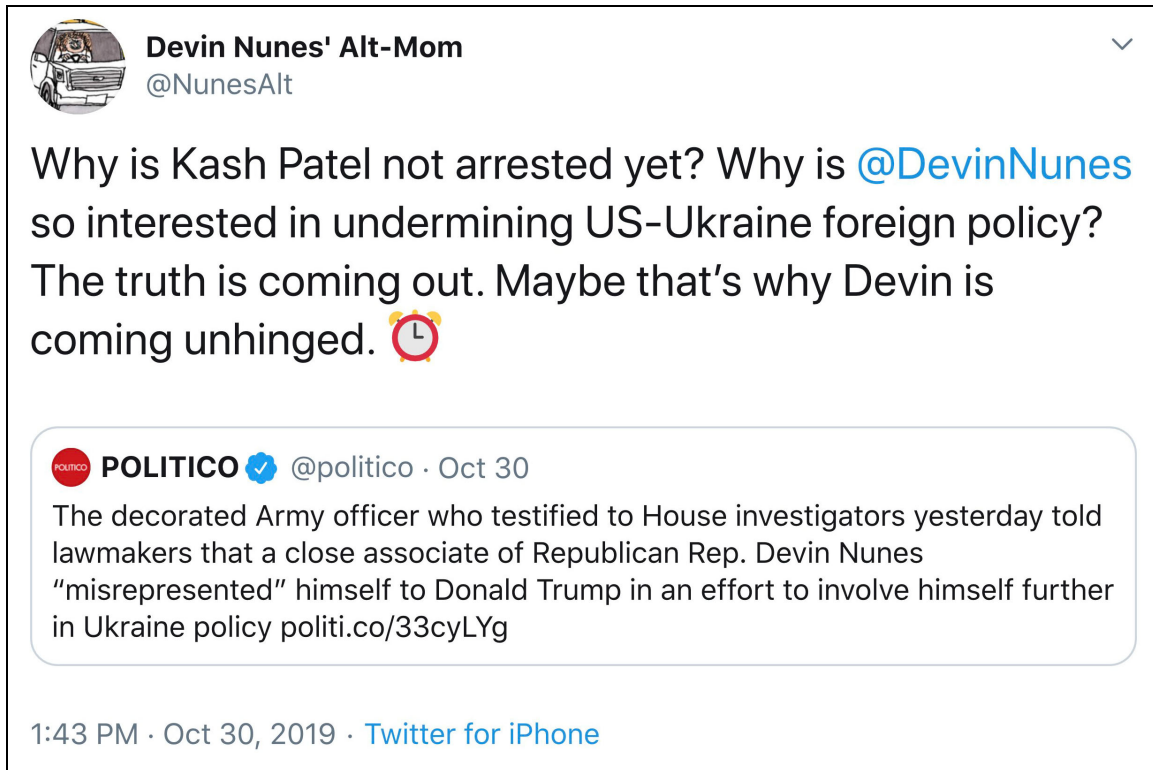 Devin Nunes' Alt-Mom
@NunesAlt
Why is Kash Patel not arrested yet? Why is @DevinNunes
so interested in undermining US-Ukraine foreign policy?
The truth is coming out. Maybe that’s why Devin is
coming unhinged. ⏰
POLITICO
POLITICO @politico · Oct 30
The decorated Army officer who testified to House investigators yesterday told
lawmakers that a close associate of Republican Rep. Devin Nunes
“misrepresented” himself to Donald Trump in an effort to involve himself further
in Ukraine policy politi.co/33cyLYg
1:43 PM · Oct 30, 2019 · Twitter for iPhone